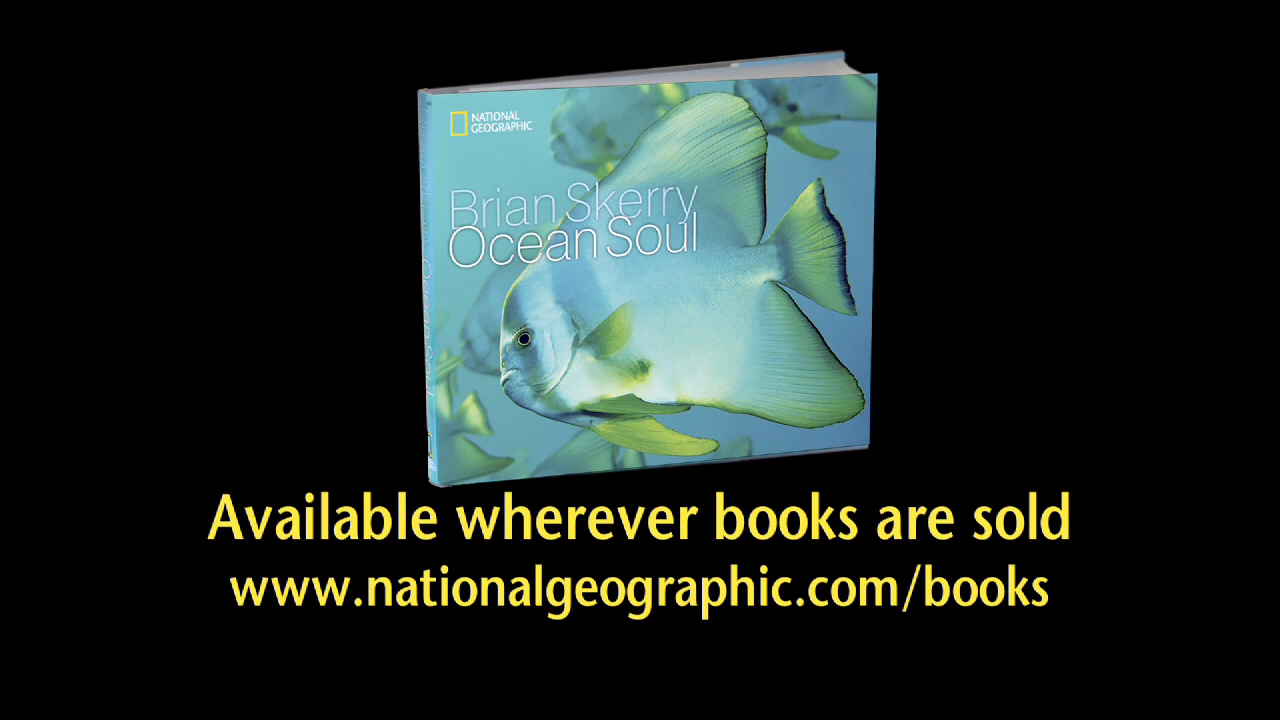 NATIONAL
GEOGRAPHIC
Brian Skerry
Ocean Soul
Available wherever books are sold
www.nationalgeographic.com/books